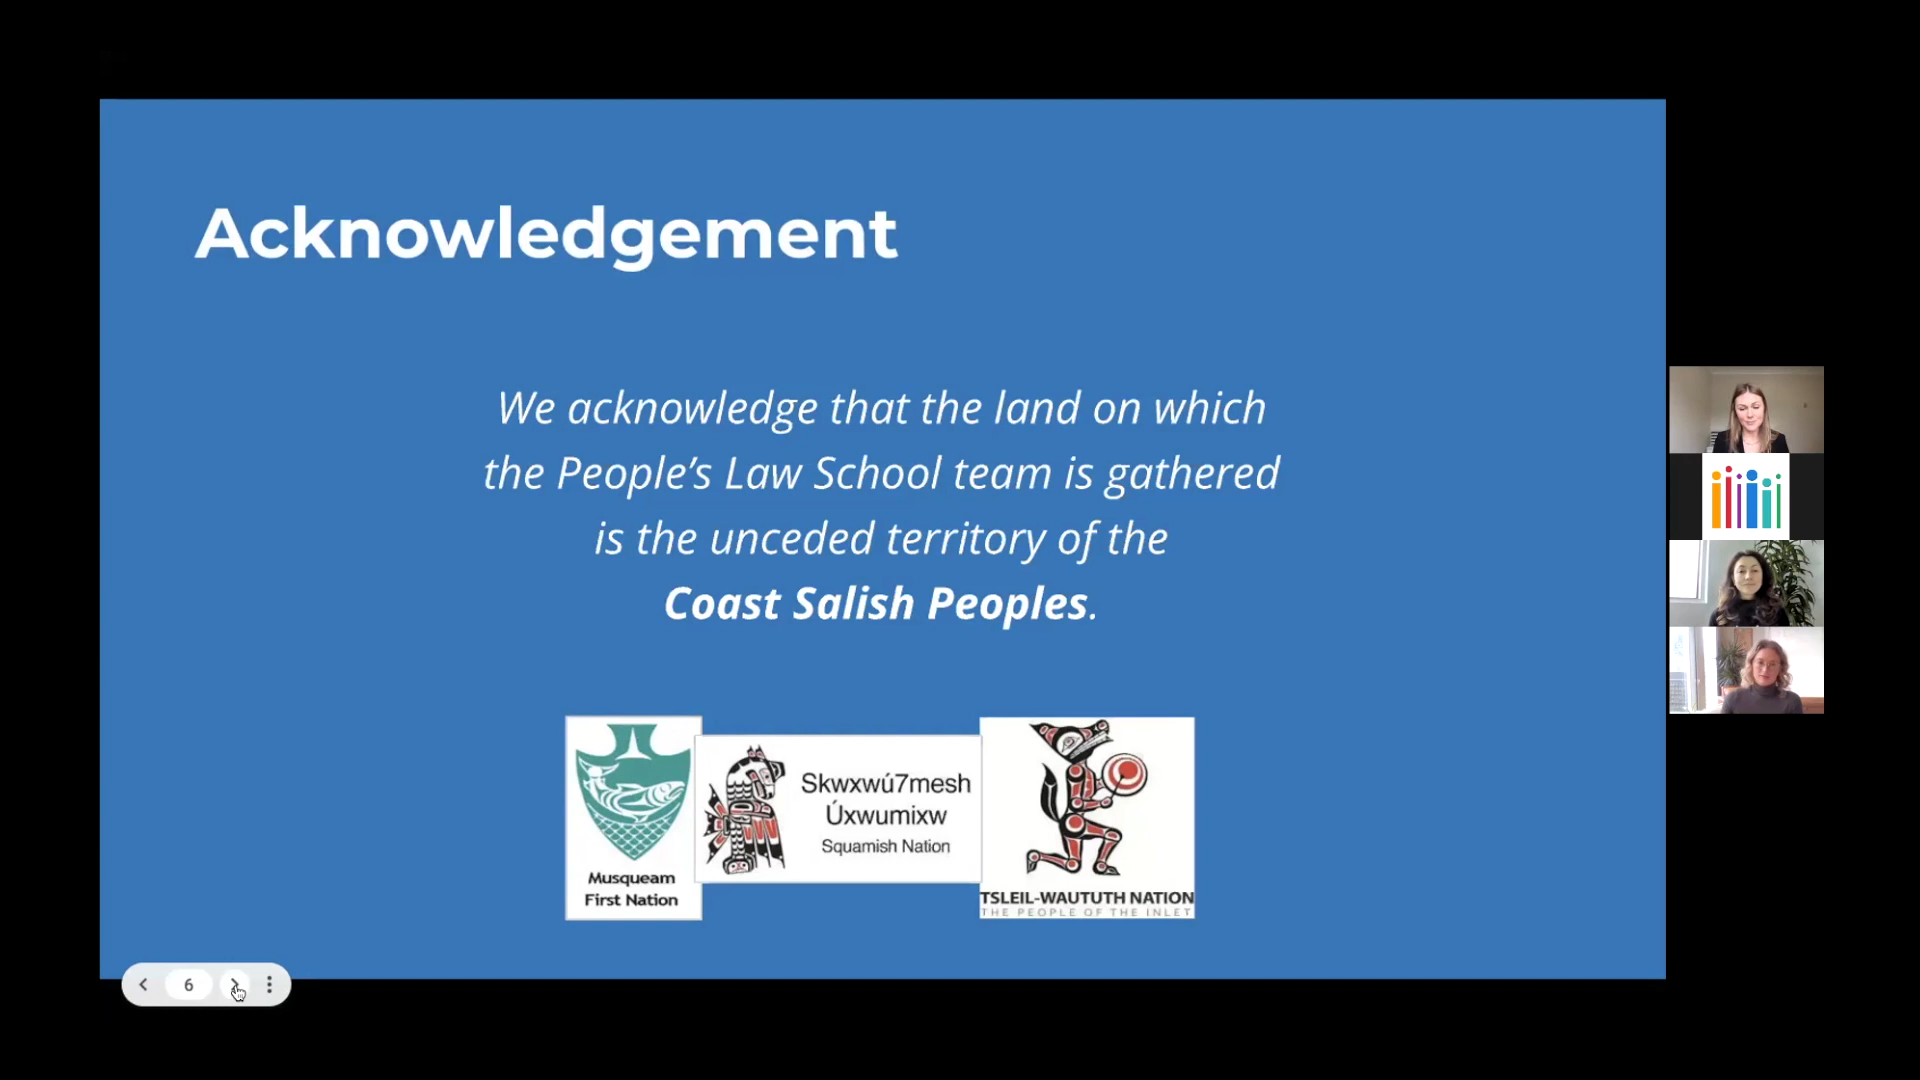 Acknowledgement
We acknowledge that the land on which
the People’s Law School team is gathered
is the unceded territory of the
Coast Salish Peoples.
Musqueam
First Nation
Skwxwú7mesh
Úxwumixw
Squamish Nation
TSLEIL-WAUTUTH NATION
THE PEOPLE OF THE INLET
6